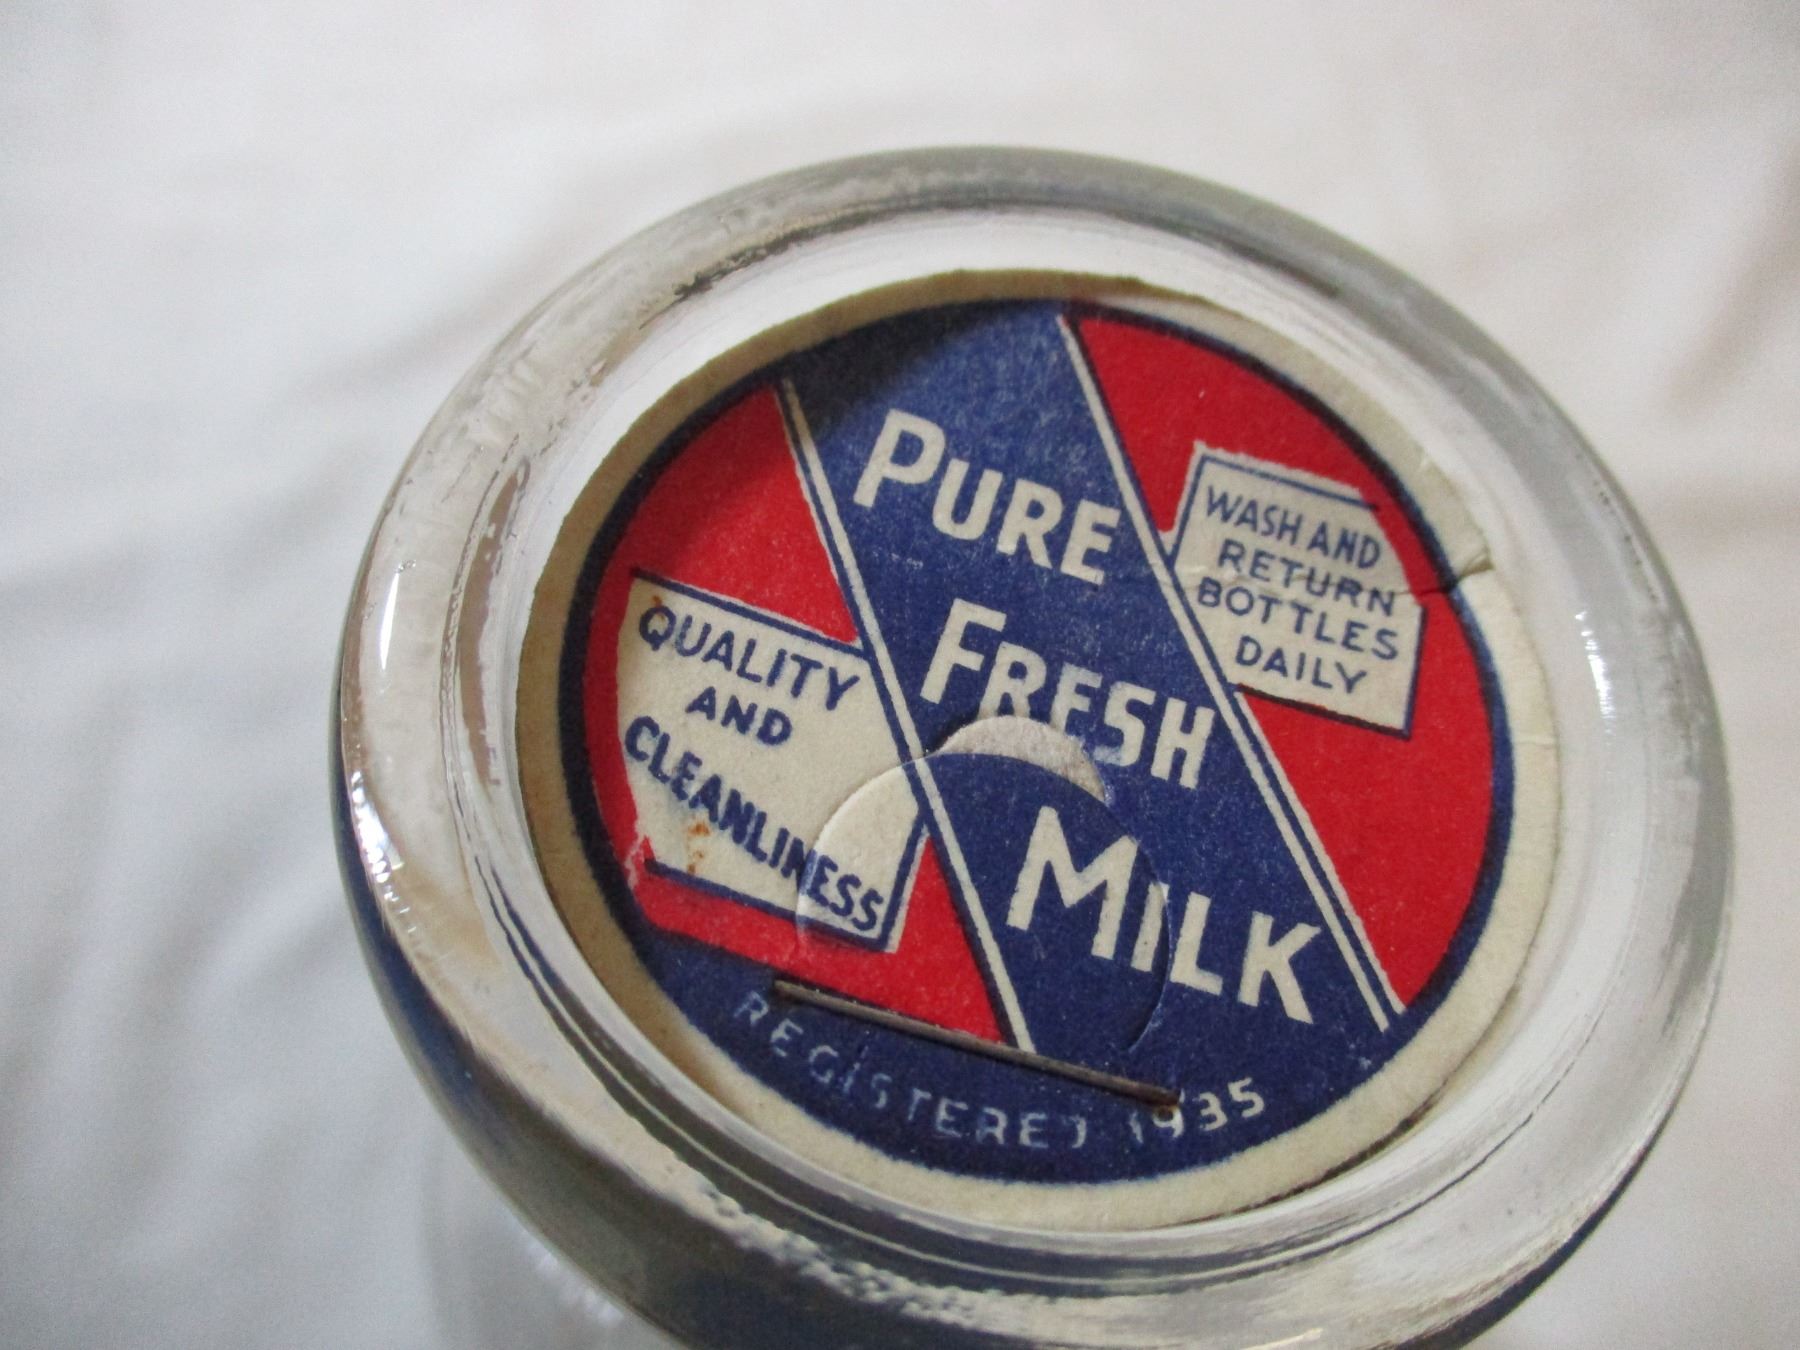 PURE
FRESH
MILK
WASH AND
RETURN
BOTTLES
DAILY
QUALITY
AND
CLEANLINESS
REGISTERED 1935